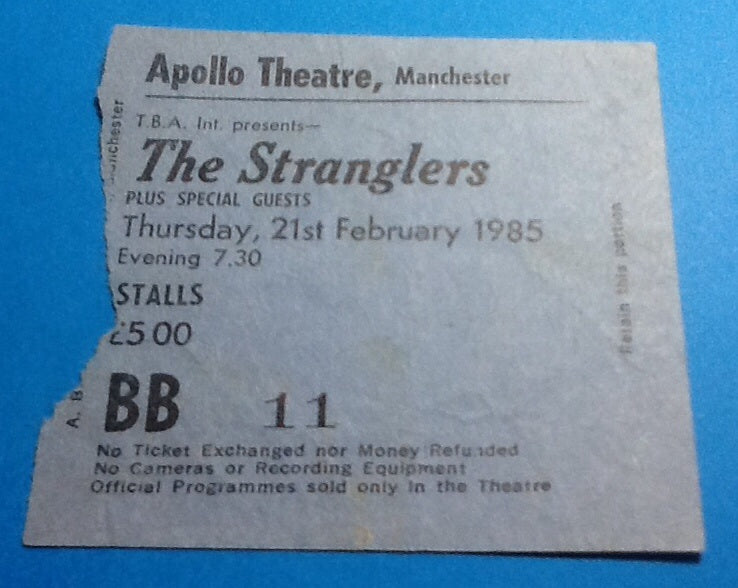 Apollo Theatre, Manchester
T.B.A. Int. presents—
The Stranglers
PLUS SPECIAL GUESTS
Thursday, 21st February 1985
Evening 7.30
STALLS
£5 00
BB 11
No Ticket Exchanged nor Money Refunded
No Cameras or Recording Equipment
Official Programmes sold only in the Theatre
Retain this portion
anchester
A. B